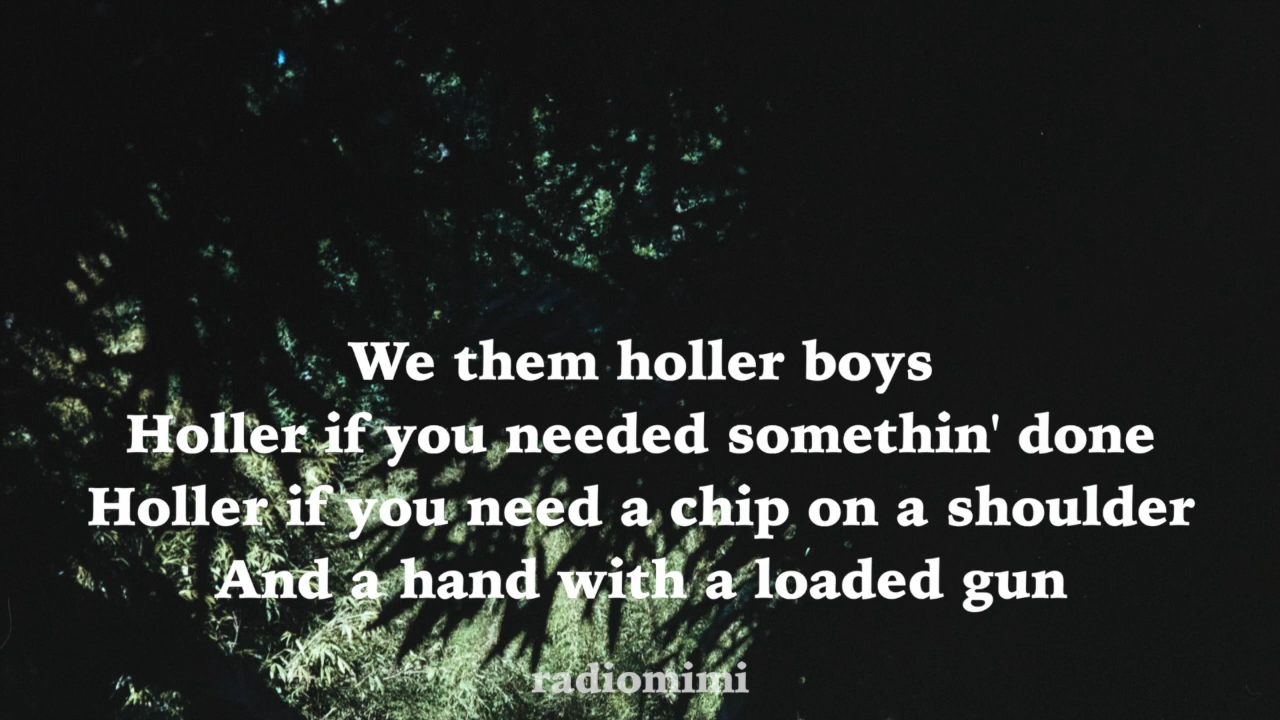 We them holler boys
Holler if you needed somethin' done
Holler if you need a chip on a shoulder
And a hand with a loaded gun
radiomimi